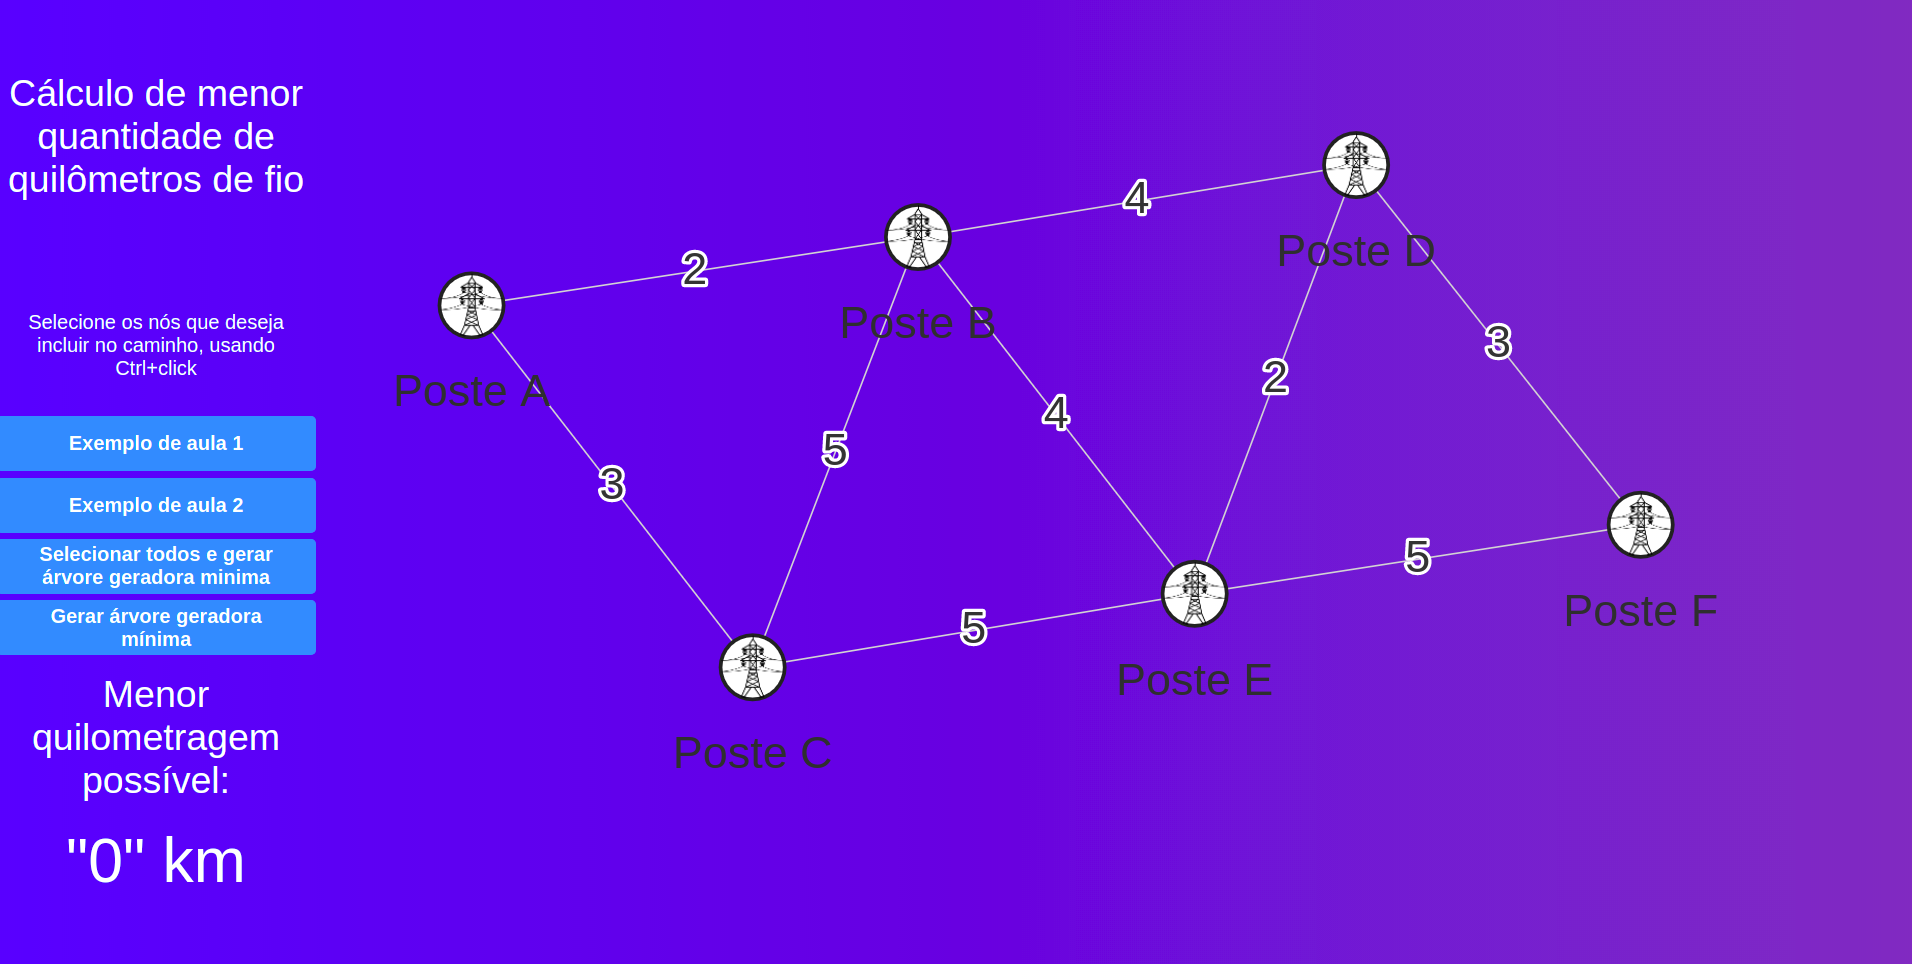 Cálculo de menor
quantidade de
quilômetros de fio
Selecione os nós que deseja
incluir no caminho, usando
Ctrl+click
Exemplo de aula 1
Exemplo de aula 2
Selecionar todos e gerar
árvore geradora minima
Gerar árvore geradora
mínima
Menor
quilometragem
possível:
"0" km
Poste A
Poste B
Poste C
Poste D
Poste E
Poste F
2
4
3
5
4
2
3
5
5